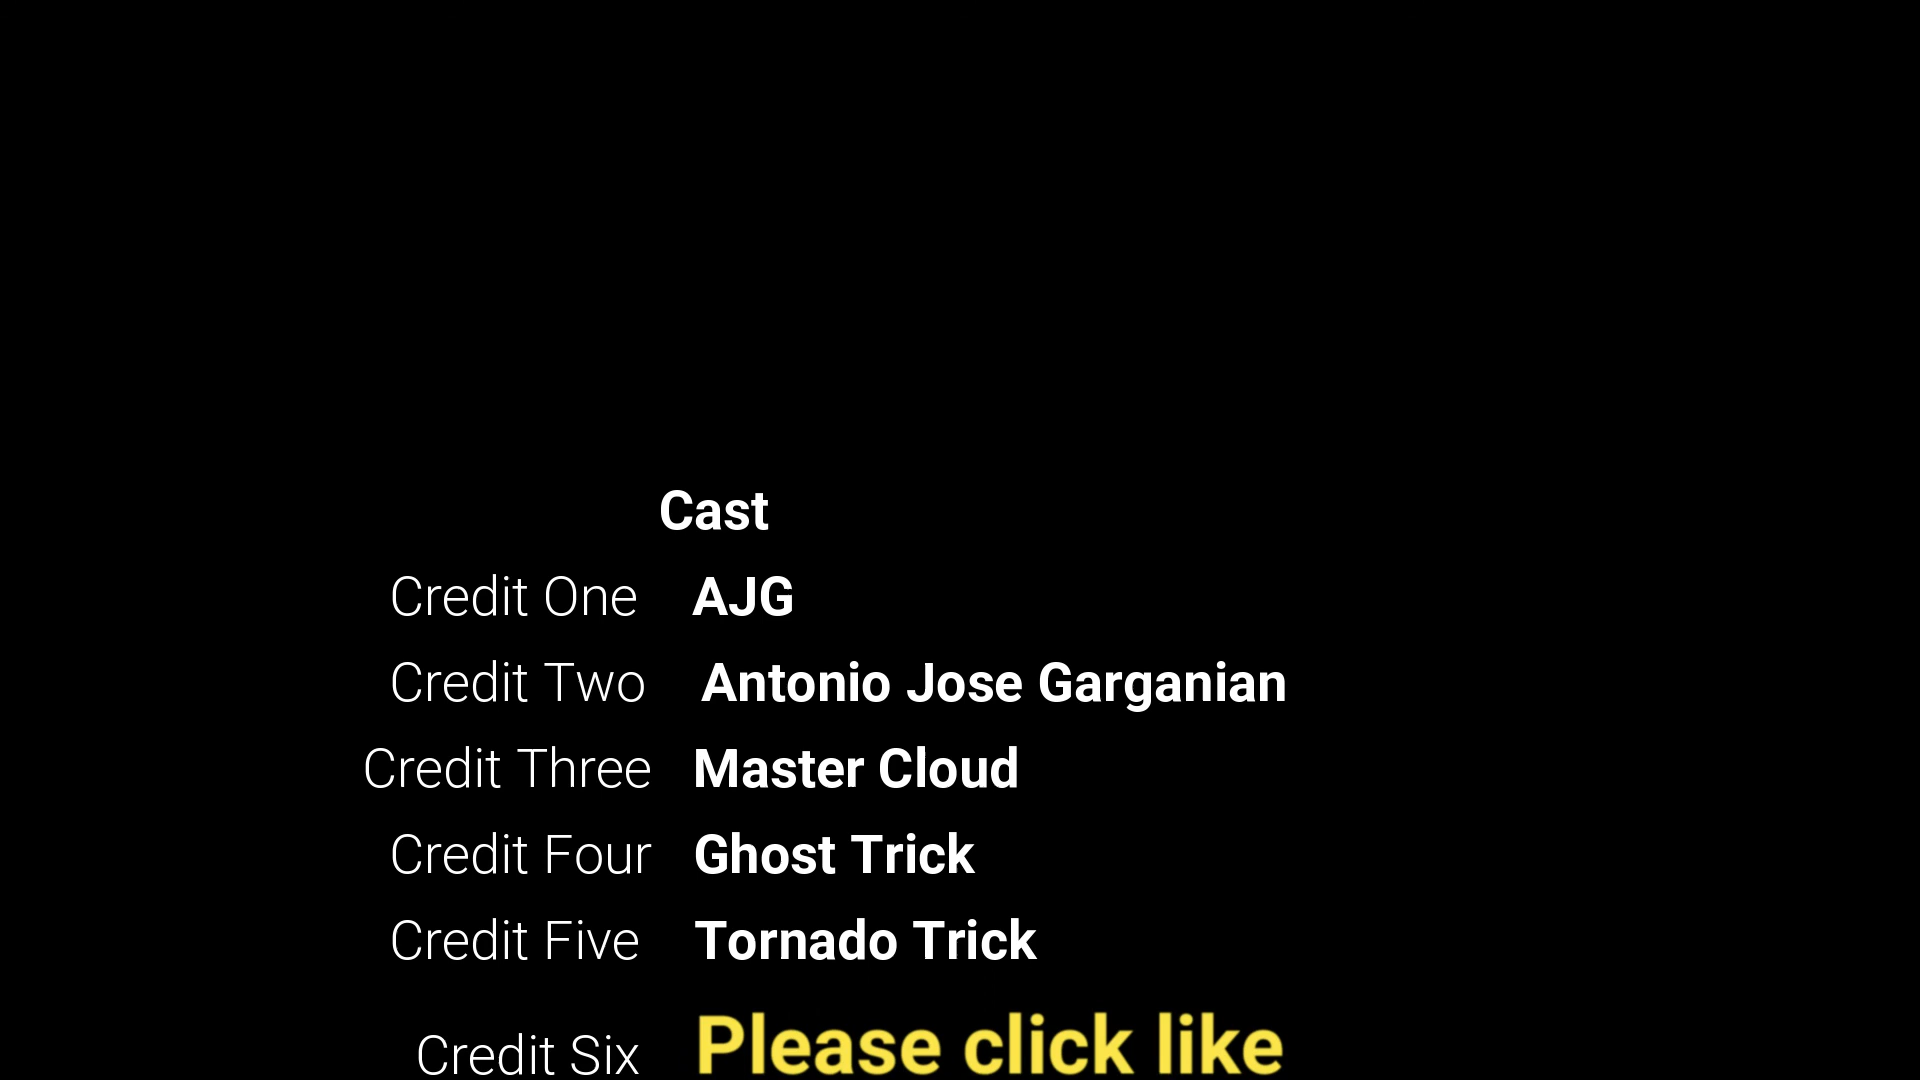 Cast
Credit One AJG
Credit Two Antonio Jose Garganian
Credit Three Master Cloud
Credit Four Ghost Trick
Credit Five Tornado Trick
Credit Six Please click like